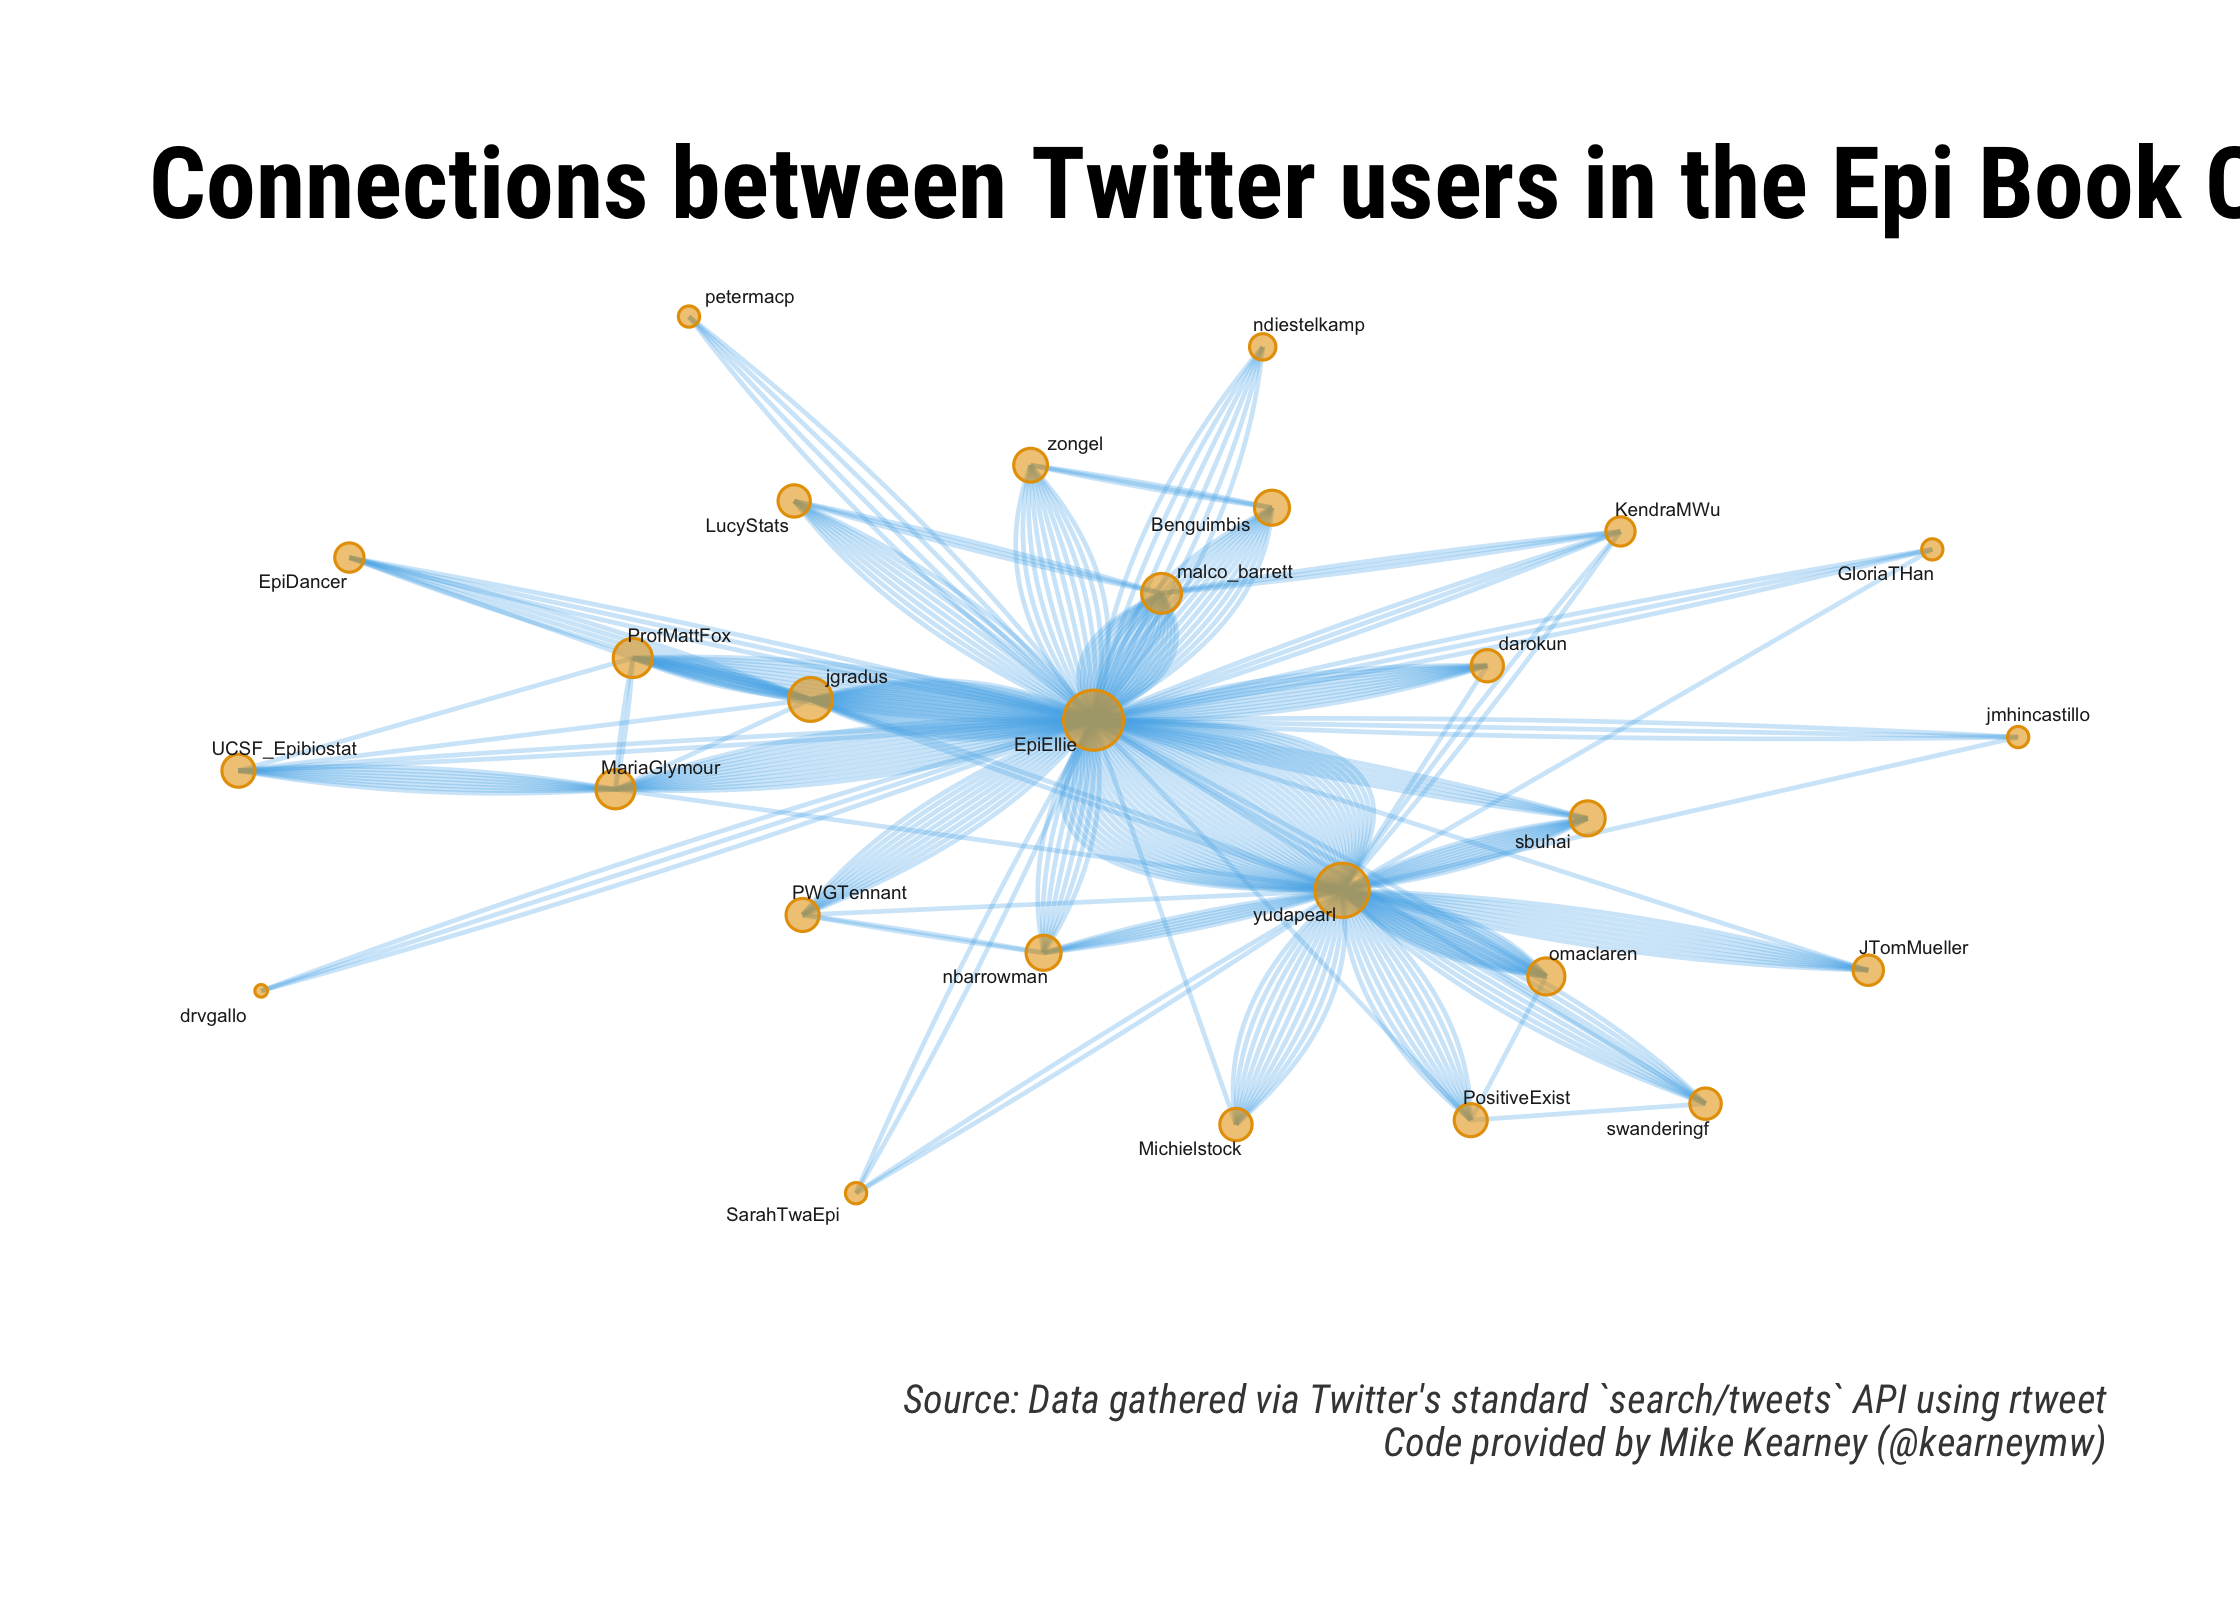 Connections between Twitter users in the Epi Book C
petermacp
ndiestelkamp
zongel
LucyStats
Benguimbis
KendraMWu
GloriaTHan
EpiDancer
malco_barrett
ProfMattFox
darokun
jgradus
jmhincastillo
EpiEllie
UCSF_Epibiostat
MariaGlymour
sbuhai
PWGTennant
yudapearl
nbarrowman
omaclaren
JTomMueller
drvgallo
PositiveExist
swanderingf
Michielstock
SarahTwaEpi
Source: Data gathered via Twitter's standard `search/tweets` API using rtweet
Code provided by Mike Kearney (@kearneymw)